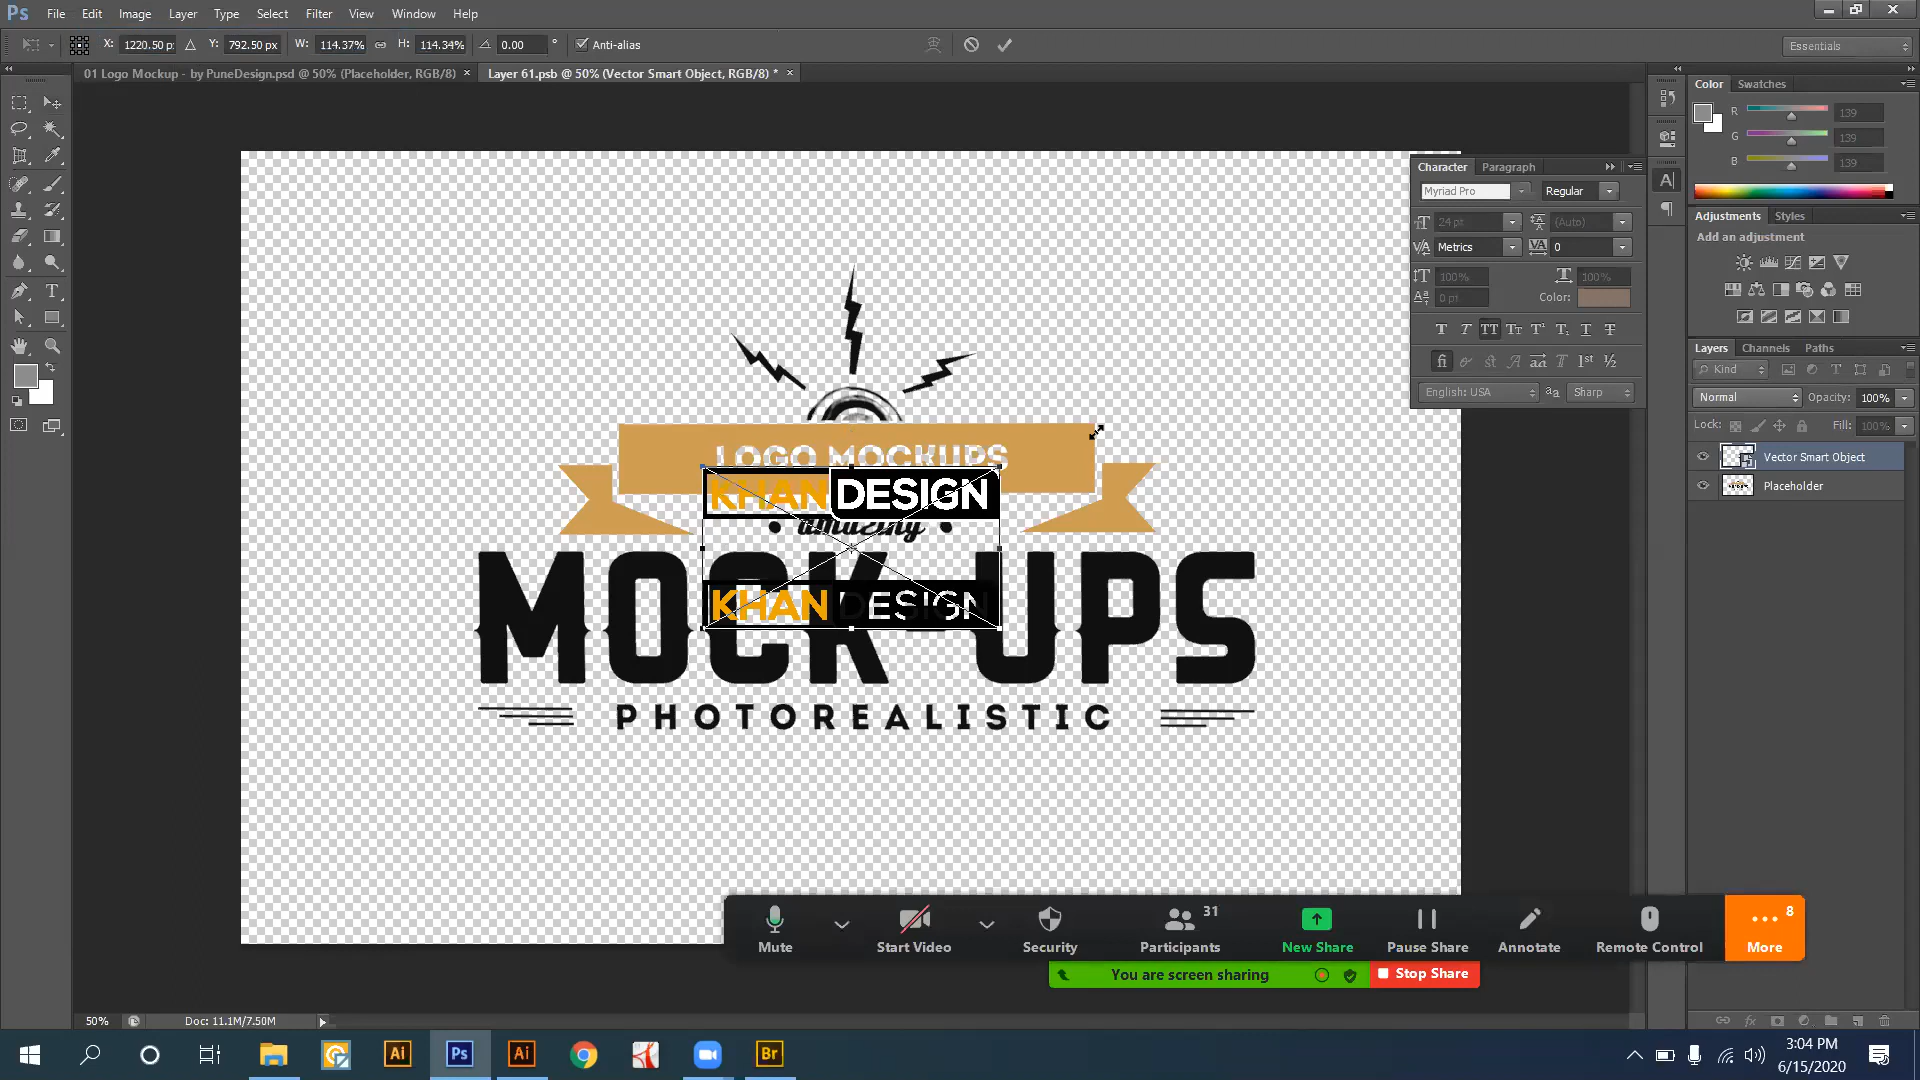 Ps File Edit Image Layer Type Select Filter View Window Help
X: 1220.50 p: Y: 792.50 px W: 114.37% H: 114.34% 0.00 ° Anti-alias Essentials
01 Logo Mockup - by PuneDesign.psd @ 50% (Placeholder, RGB/8) × Layer 61.psb @ 50% (Vector Smart Object, RGB/8) * ×
Color Swatches
R 139
G 139
B 139
Character Paragraph
Myriad Pro Regular
24 pt (Auto)
Metrics 0
100% 100%
0 pt Color:
English: USA Sharp
Adjustments Styles
Add an adjustment
Layers Channels Paths
Kind
Normal Opacity: 100%
Lock: Fill: 100%
Vector Smart Object
Placeholder
LOGO MOCKUPS
KHAN DESIGN
amazing
MOCK UPS
KHAN DESIGN
PHOTOREALISTIC
31
8
Mute Start Video Security Participants New Share Pause Share Annotate Remote Control More
You are screen sharing Stop Share
50% Doc: 11.1M/7.50M
Ai Ps Ai Br
3:04 PM
6/15/2020